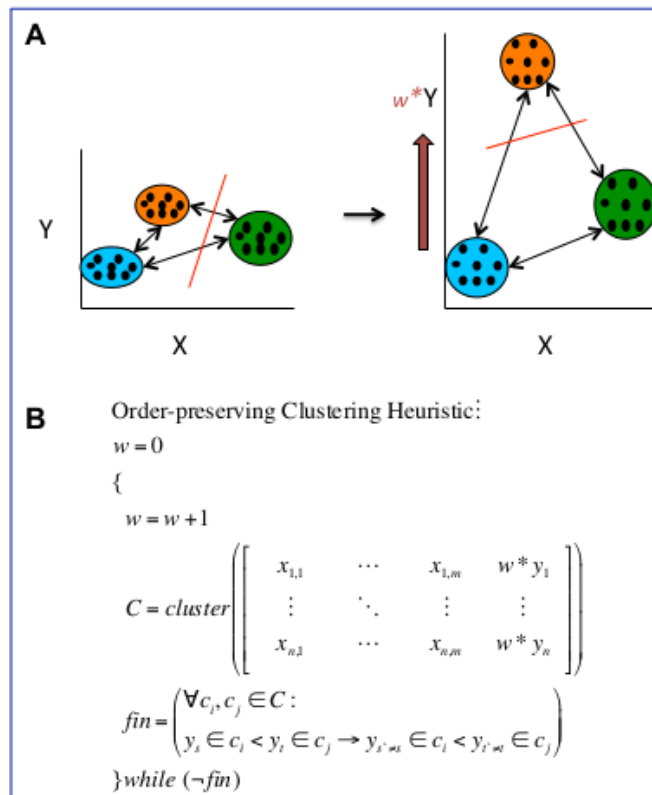 A
Y
X
w*Y
X
B
Order-preserving Clustering Heuristic:
w = 0
{
w = w + 1
C = cluster([x₁,₁ ⋯ x₁,ₘ w * y₁
⋮ ⋱ ⋮ ⋮
xₙ,₁ ⋯ xₙ,ₘ w * yₙ])
fin = (∀cᵢ, cⱼ ∈ C :
yₛ ∈ cᵢ < yₜ ∈ cⱼ → yₛ'≠ₛ ∈ cᵢ < yₜ'≠ₜ ∈ cⱼ)
}while (¬fin)